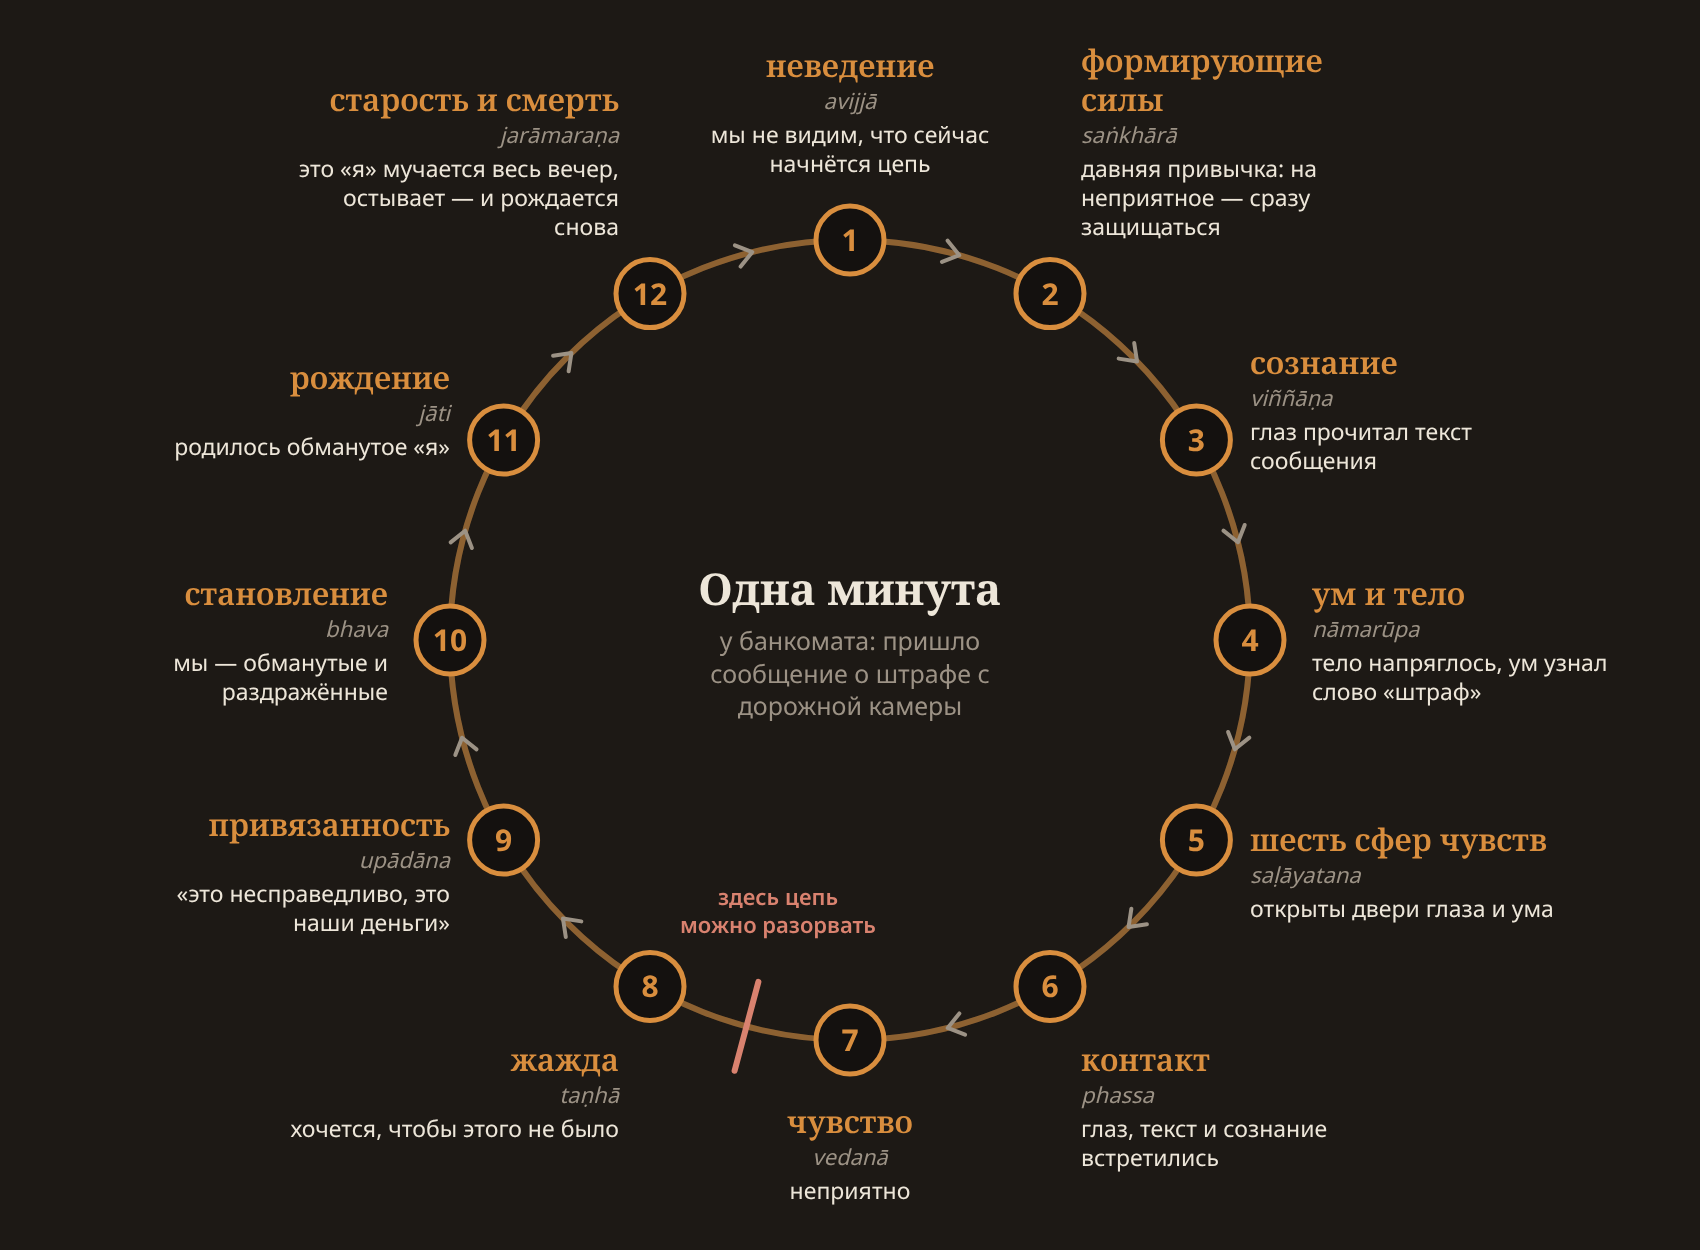 неведение
avijjā
мы не видим, что сейчас
начнётся цепь
1
формирующие
силы
saṅkhārā
давняя привычка: на
неприятное — сразу
защищаться
2
сознание
viññāṇa
глаз прочитал текст
сообщения
3
ум и тело
nāmarūpa
тело напряглось, ум узнал
слово «штраф»
4
шесть сфер чувств
saḷāyatana
открыты двери глаза и ума
5
контакт
phassa
глаз, текст и сознание
встретились
6
чувство
vedanā
неприятно
7
здесь цепь
можно разорвать
жажда
taṇhā
хочется, чтобы этого не было
8
привязанность
upādāna
«это несправедливо, это
наши деньги»
9
становление
bhava
мы — обманутые и
раздражённые
10
рождение
jāti
родилось обманутое «я»
11
старость и смерть
jarāmaraṇa
это «я» мучается весь вечер,
остывает — и рождается
снова
12
Одна минута
у банкомата: пришло
сообщение о штрафе с
дорожной камеры